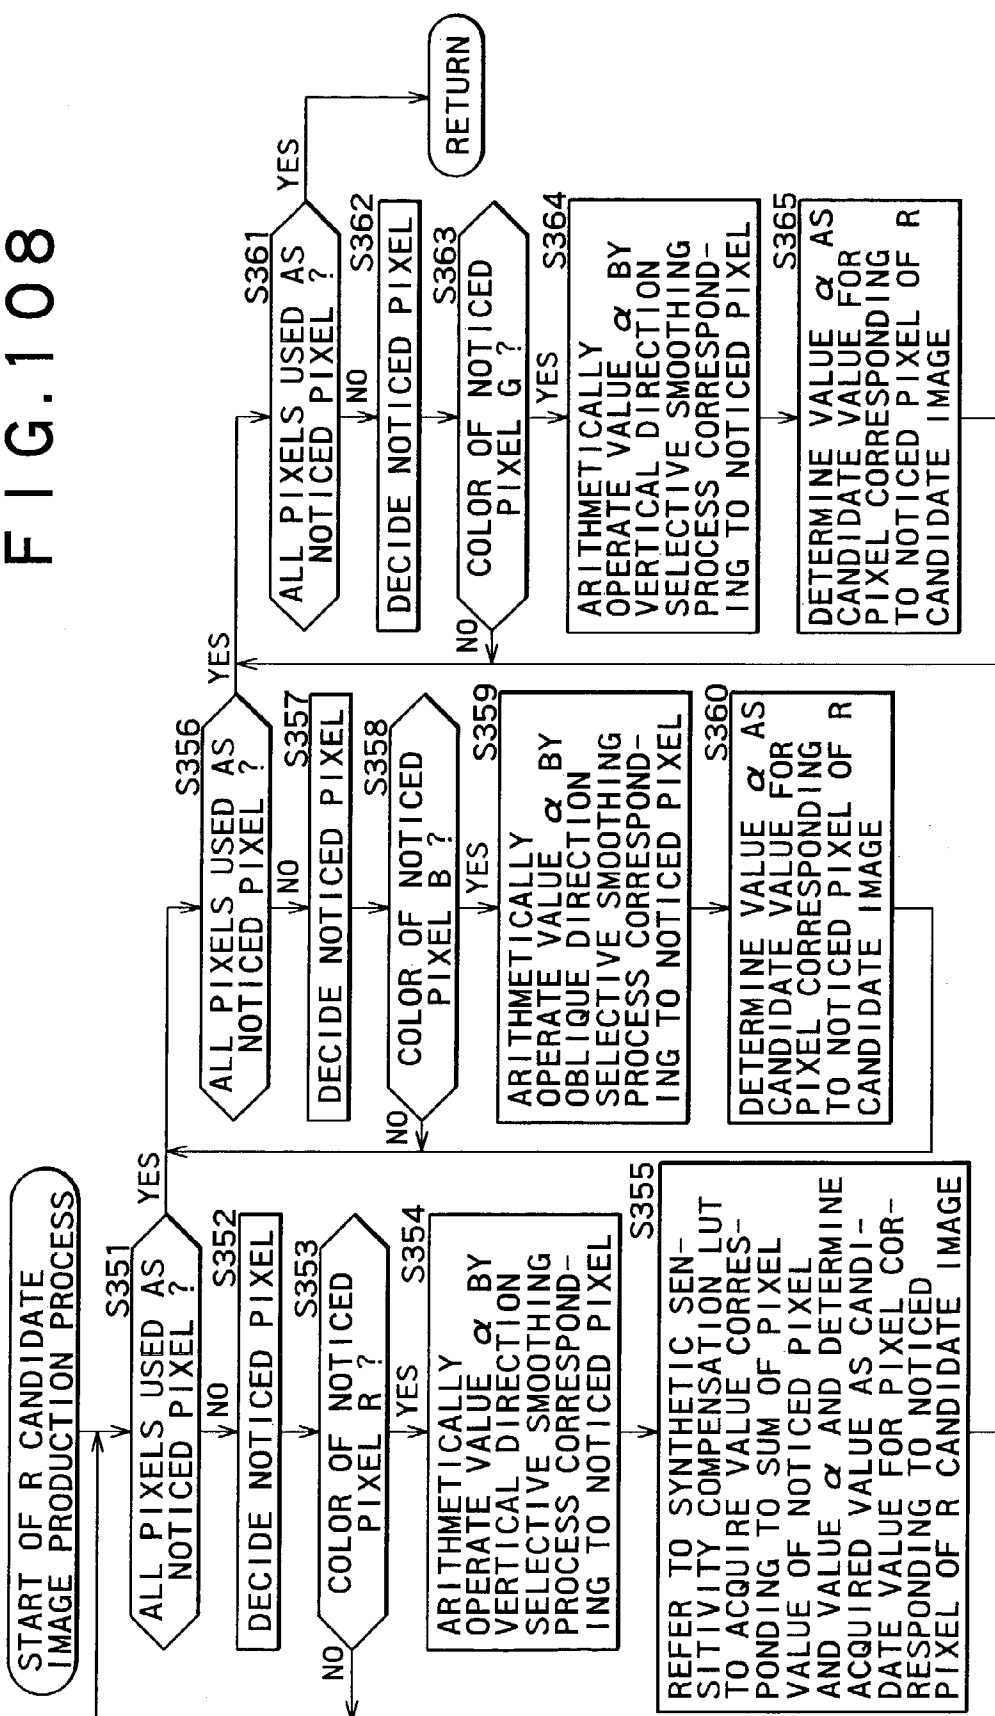 FIG.108
START OF R CANDIDATE
IMAGE PRODUCTION PROCESS
S351
ALL PIXELS USED AS
NOTICED PIXEL ?
YES
NO
S352
DECIDE NOTICED PIXEL
S353
COLOR OF NOTICED
PIXEL R?
NO
YES
S354
ARITHMETICALLY
OPERATE VALUE α BY
VERTICAL DIRECTION
SELECTIVE SMOOTHING
PROCESS CORRESPOND-
ING TO NOTICED PIXEL
S355
REFER TO SYNTHETIC SEN-
SITIVITY COMPENSATION LUT
TO ACQUIRE VALUE CORRES-
PONDING TO SUM OF PIXEL
VALUE OF NOTICED PIXEL
AND VALUE α AND DETERMINE
ACQUIRED VALUE AS CANDI-
DATE VALUE FOR PIXEL COR-
RESPONDING TO NOTICED
PIXEL OF R CANDIDATE IMAGE
S356
ALL PIXELS USED AS
NOTICED PIXEL ?
YES
NO
S357
DECIDE NOTICED PIXEL
S358
COLOR OF NOTICED
PIXEL B?
NO
YES
S359
ARITHMETICALLY
OPERATE VALUE α BY
OBLIQUE DIRECTION
SELECTIVE SMOOTHING
PROCESS CORRESPOND-
ING TO NOTICED PIXEL
S360
DETERMINE VALUE α AS
CANDIDATE VALUE FOR
PIXEL CORRESPONDING
TO NOTICED PIXEL OF R
CANDIDATE IMAGE
S361
ALL PIXELS USED AS
NOTICED PIXEL ?
YES
RETURN
NO
S362
DECIDE NOTICED PIXEL
S363
COLOR OF NOTICED
PIXEL G?
NO
YES
S364
ARITHMETICALLY
OPERATE VALUE α BY
VERTICAL DIRECTION
SELECTIVE SMOOTHING
PROCESS CORRESPOND-
ING TO NOTICED PIXEL
S365
DETERMINE VALUE α AS
CANDIDATE VALUE FOR
PIXEL CORRESPONDING
TO NOTICED PIXEL OF R
CANDIDATE IMAGE